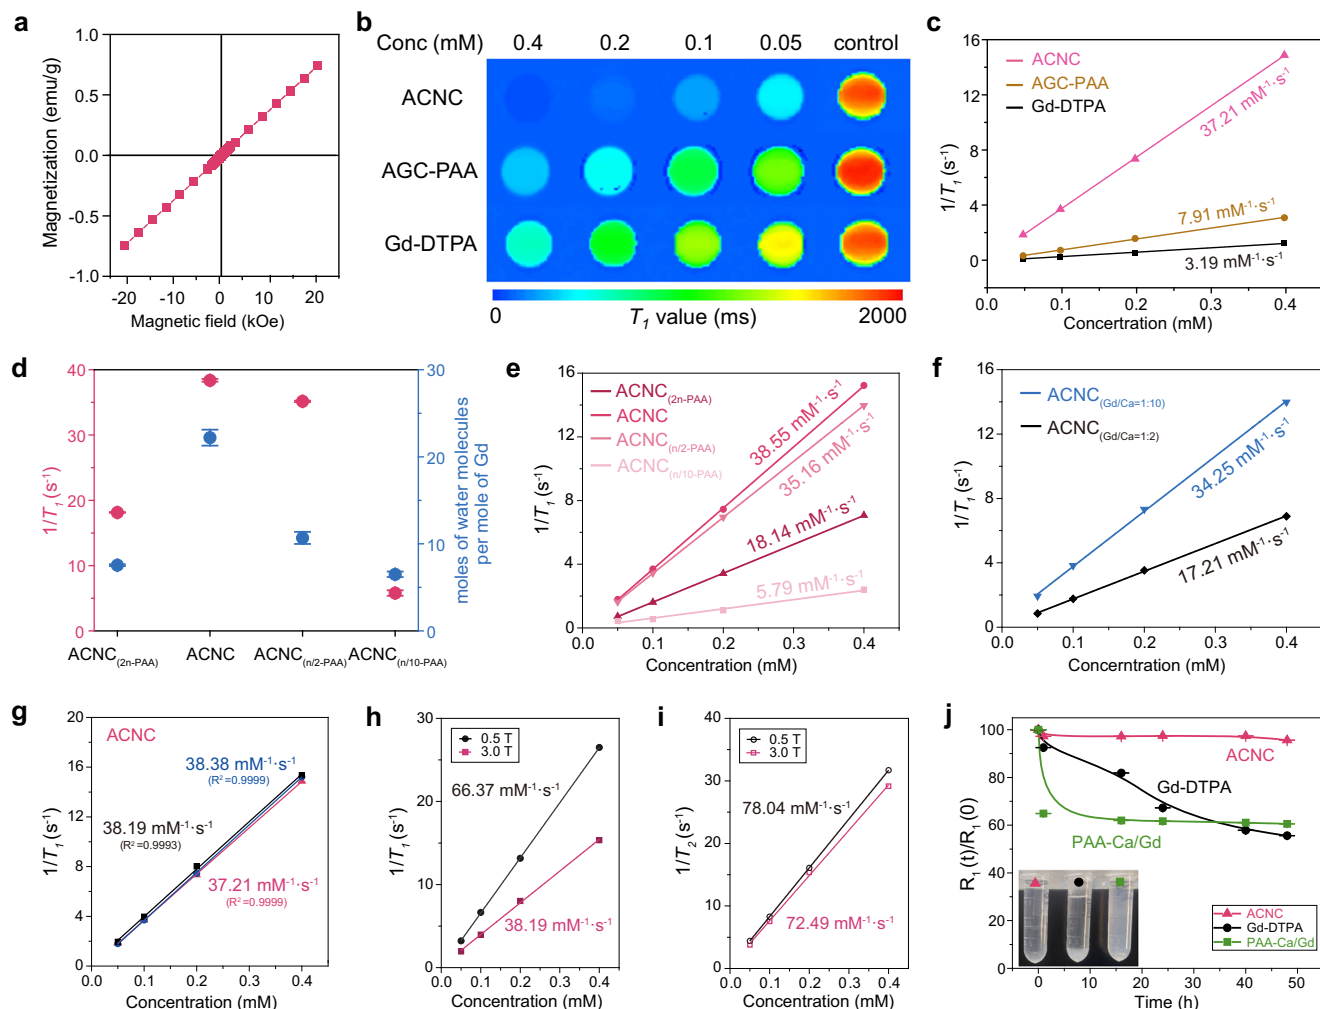 a
1.0
0.5
0.0
-0.5
-1.0
Magnetization (emu/g)
-20
-10
0
10
20
Magnetic field (kOe)
b
Conc (mM)
0.4
0.2
0.1
0.05
control
ACNC
AGC-PAA
Gd-DTPA
0
T1 value (ms)
2000
c
16
12
8
4
0
1/T1 (s-1)
ACNC
AGC-PAA
Gd-DTPA
37.21 mM-1·s-1
7.91 mM-1·s-1
3.19 mM-1·s-1
0.0
0.1
0.2
0.3
0.4
Concertration (mM)
d
40
30
20
10
0
1/T1 (s-1)
30
20
10
0
moles of water molecules
per mole of Gd
ACNC(2n-PAA)
ACNC
ACNC(n/2-PAA)
ACNC(n/10-PAA)
e
16
12
8
4
0
1/T1 (s-1)
ACNC(2n-PAA)
ACNC
ACNC(n/2-PAA)
ACNC(n/10-PAA)
38.55 mM-1·s-1
35.16 mM-1·s-1
18.14 mM-1·s-1
5.79 mM-1·s-1
0.0
0.1
0.2
0.3
0.4
Concentration (mM)
f
16
12
8
4
0
1/T1 (s-1)
ACNC(Gd/Ca=1:10)
ACNC(Gd/Ca=1:2)
34.25 mM-1·s-1
17.21 mM-1·s-1
0.0
0.1
0.2
0.3
0.4
Concentration (mM)
g
20
16
12
8
4
0
1/T1 (s-1)
ACNC
38.38 mM-1·s-1
(R2=0.9999)
38.19 mM-1·s-1
(R2=0.9993)
37.21 mM-1·s-1
(R2=0.9999)
0.0
0.1
0.2
0.3
0.4
Concentration (mM)
h
30
20
10
0
1/T1 (s-1)
0.5 T
3.0 T
66.37 mM-1·s-1
38.19 mM-1·s-1
0.0
0.1
0.2
0.3
0.4
Concentration (mM)
i
40
30
20
10
0
1/T2 (s-1)
0.5 T
3.0 T
78.04 mM-1·s-1
72.49 mM-1·s-1
0.0
0.1
0.2
0.3
0.4
Concentration (mM)
j
100
80
60
40
20
0
R1(t)/R1(0)
ACNC
Gd-DTPA
PAA-Ca/Gd
ACNC
Gd-DTPA
PAA-Ca/Gd
0
10
20
30
40
50
Time (h)